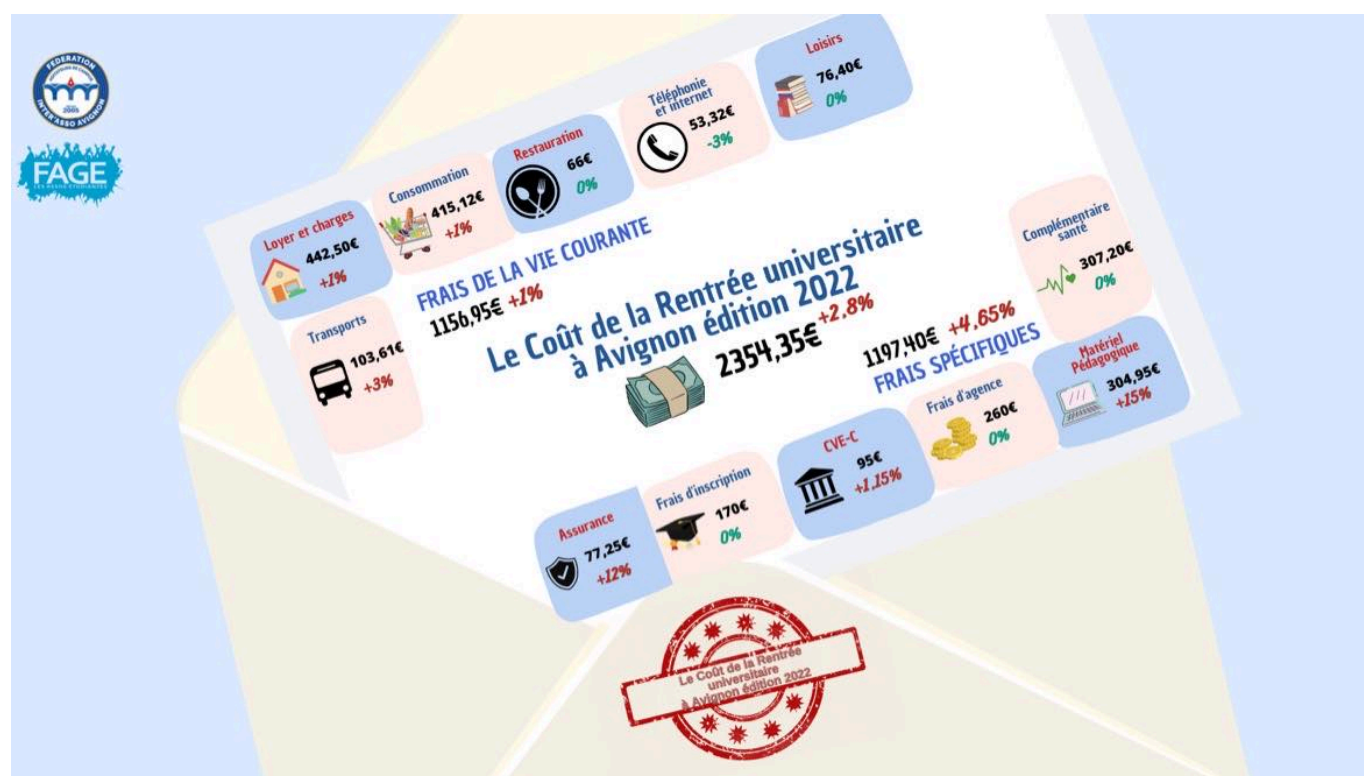 FEDERATION
INTER'ASSO AVIGNON
2005
FAGE
LES ASSOS ETUDIANTES
Loyer et charges
442,50€
+1%
Consommation
415,12€
+1%
Restauration
66€
0%
Téléphonie
et internet
53,32€
-3%
Loisirs
76,40€
0%
Transports
103,61€
+3%
FRAIS DE LA VIE COURANTE
1156,95€ +1%
Le Coût de la Rentrée universitaire
à Avignon édition 2022
2354,35€ +2,8%
1197,40€ +4,65%
FRAIS SPÉCIFIQUES
Complémentaire
santé
307,20€
0%
Matériel
Pédagogique
304,95€
+15%
Frais d'agence
260€
0%
CVE-C
95€
+1,15%
Frais d'inscription
170€
0%
Assurance
77,25€
+12%
Le Coût de la Rentrée
universitaire
à Avignon édition 2022